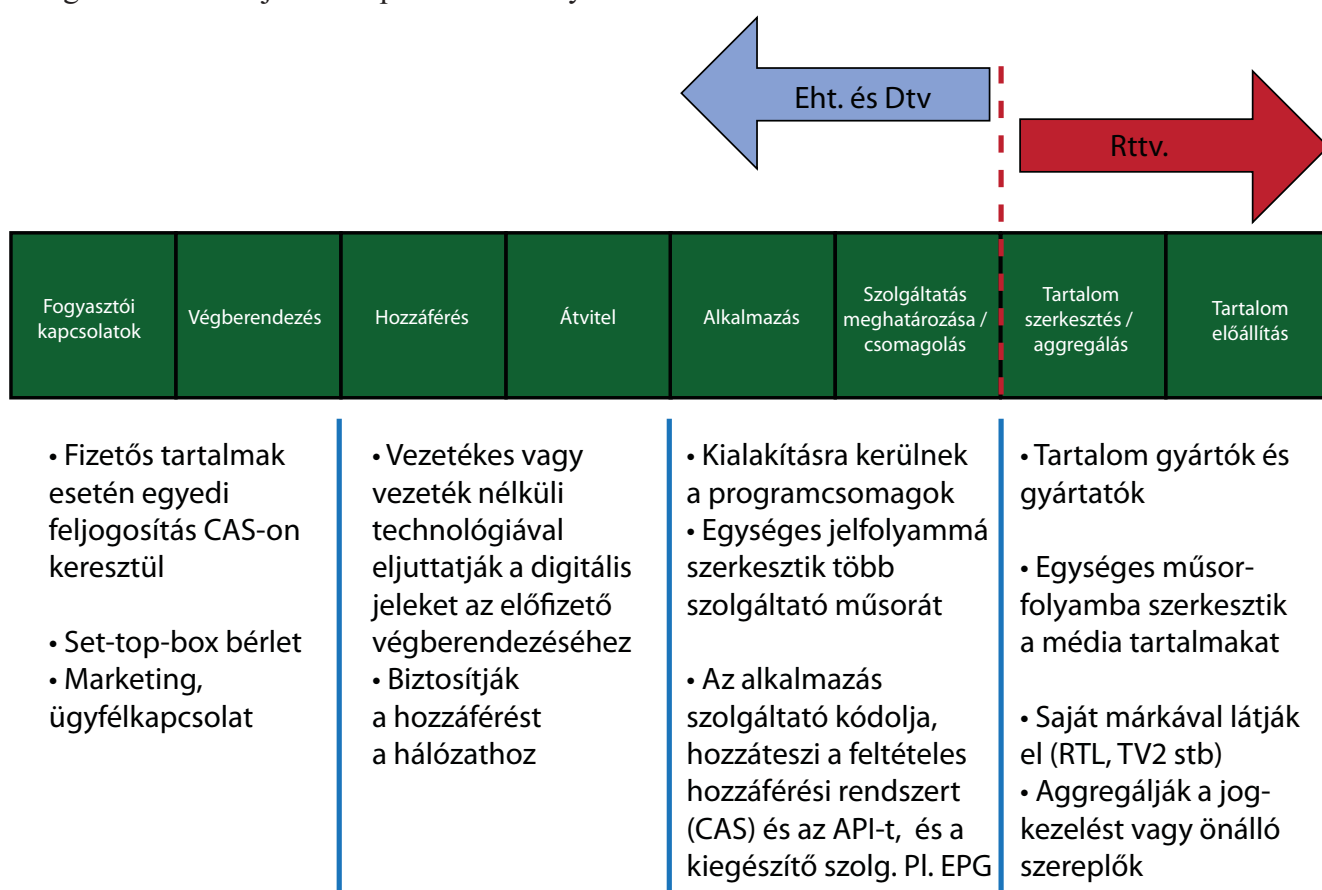 Eht. és Dtv
Rttv.
Fogyasztói
kapcsolatok
Végberendezés
Hozzáférés
Átvitel
Alkalmazás
Szolgáltatás
meghatározása /
csomagolás
Tartalom
szerkesztés /
aggregálás
Tartalom
előállítás
• Fizetős tartalmak
esetén egyedi
feljogosítás CAS-on
keresztül
• Set-top-box bérlet
• Marketing,
ügyfélkapcsolat
• Vezetékes vagy
vezeték nélküli
technológiával
eljuttatják a digitális
jeleket az előfizető
végberendezéséhez
• Biztosítják
a hozzáférést
a hálózathoz
• Kialakításra kerülnek
a programcsomagok
• Egységes jelfolyammá
szerkesztik több
szolgáltató műsorát
• Az alkalmazás
szolgáltató kódolja,
hozzáteszi a feltételes
hozzáférési rendszert
(CAS) és az API-t, és a
kiegészítő szolg. Pl. EPG
• Tartalom gyártók és
gyártatók
• Egységes műsor-
folyamba szerkesztik
a média tartalmakat
• Saját márkával látják
el (RTL, TV2 stb)
• Aggregálják a jog-
kezelést vagy önálló
szereplők